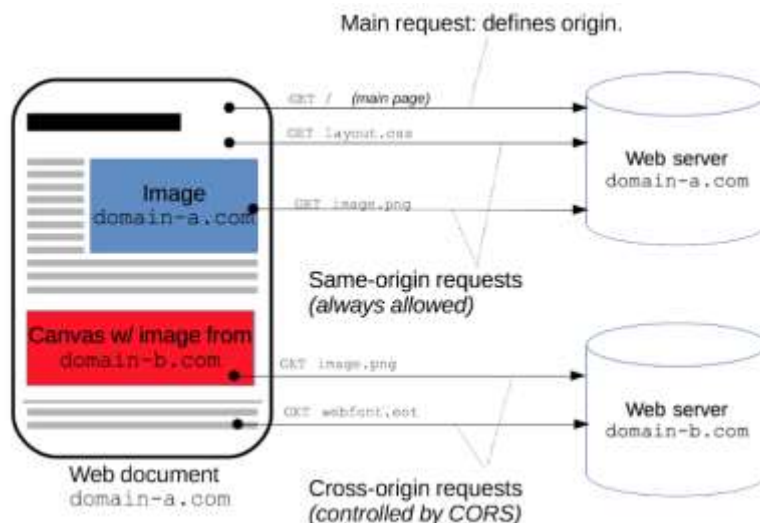 Main request: defines origin.
GET / (main page)
GET layout.css
Image
domain-a.com
GET image.png
Web server
domain-a.com
Same-origin requests
(always allowed)
Canvas w/ image from
domain-b.com
GET image.png
GET webfont.eot
Web server
domain-b.com
Web document
domain-a.com
Cross-origin requests
(controlled by CORS)